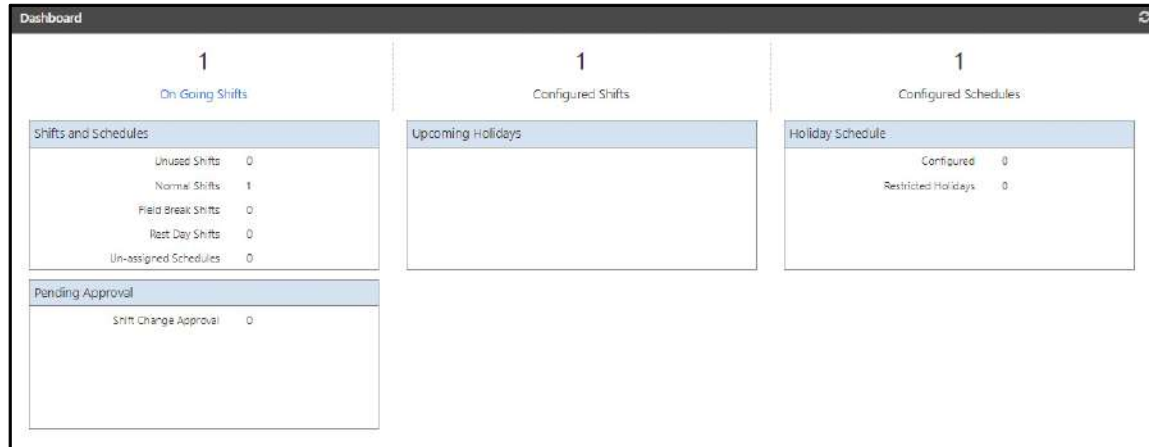 Dashboard
1
On Going Shifts
1
Configured Shifts
1
Configured Schedules
Shifts and Schedules
Unused Shifts 0
Normal Shifts 1
Field Break Shifts 0
Rest Day Shifts 0
Un-assigned Schedules 0
Upcoming Holidays
Holiday Schedule
Configured 0
Restricted Holidays 0
Pending Approval
Shift Change Approval 0